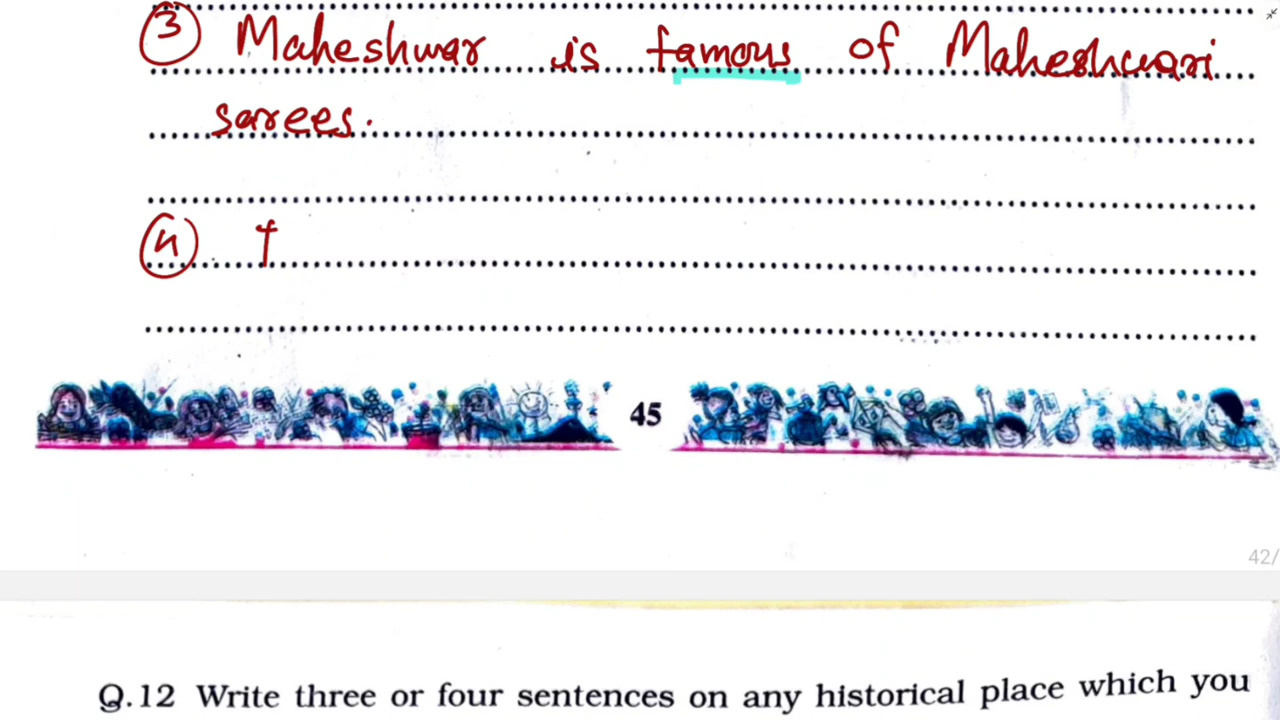 3 Maheshwar is famous of Maheshwari
sarees.
4 t
45
42/
Q.12 Write three or four sentences on any historical place which you